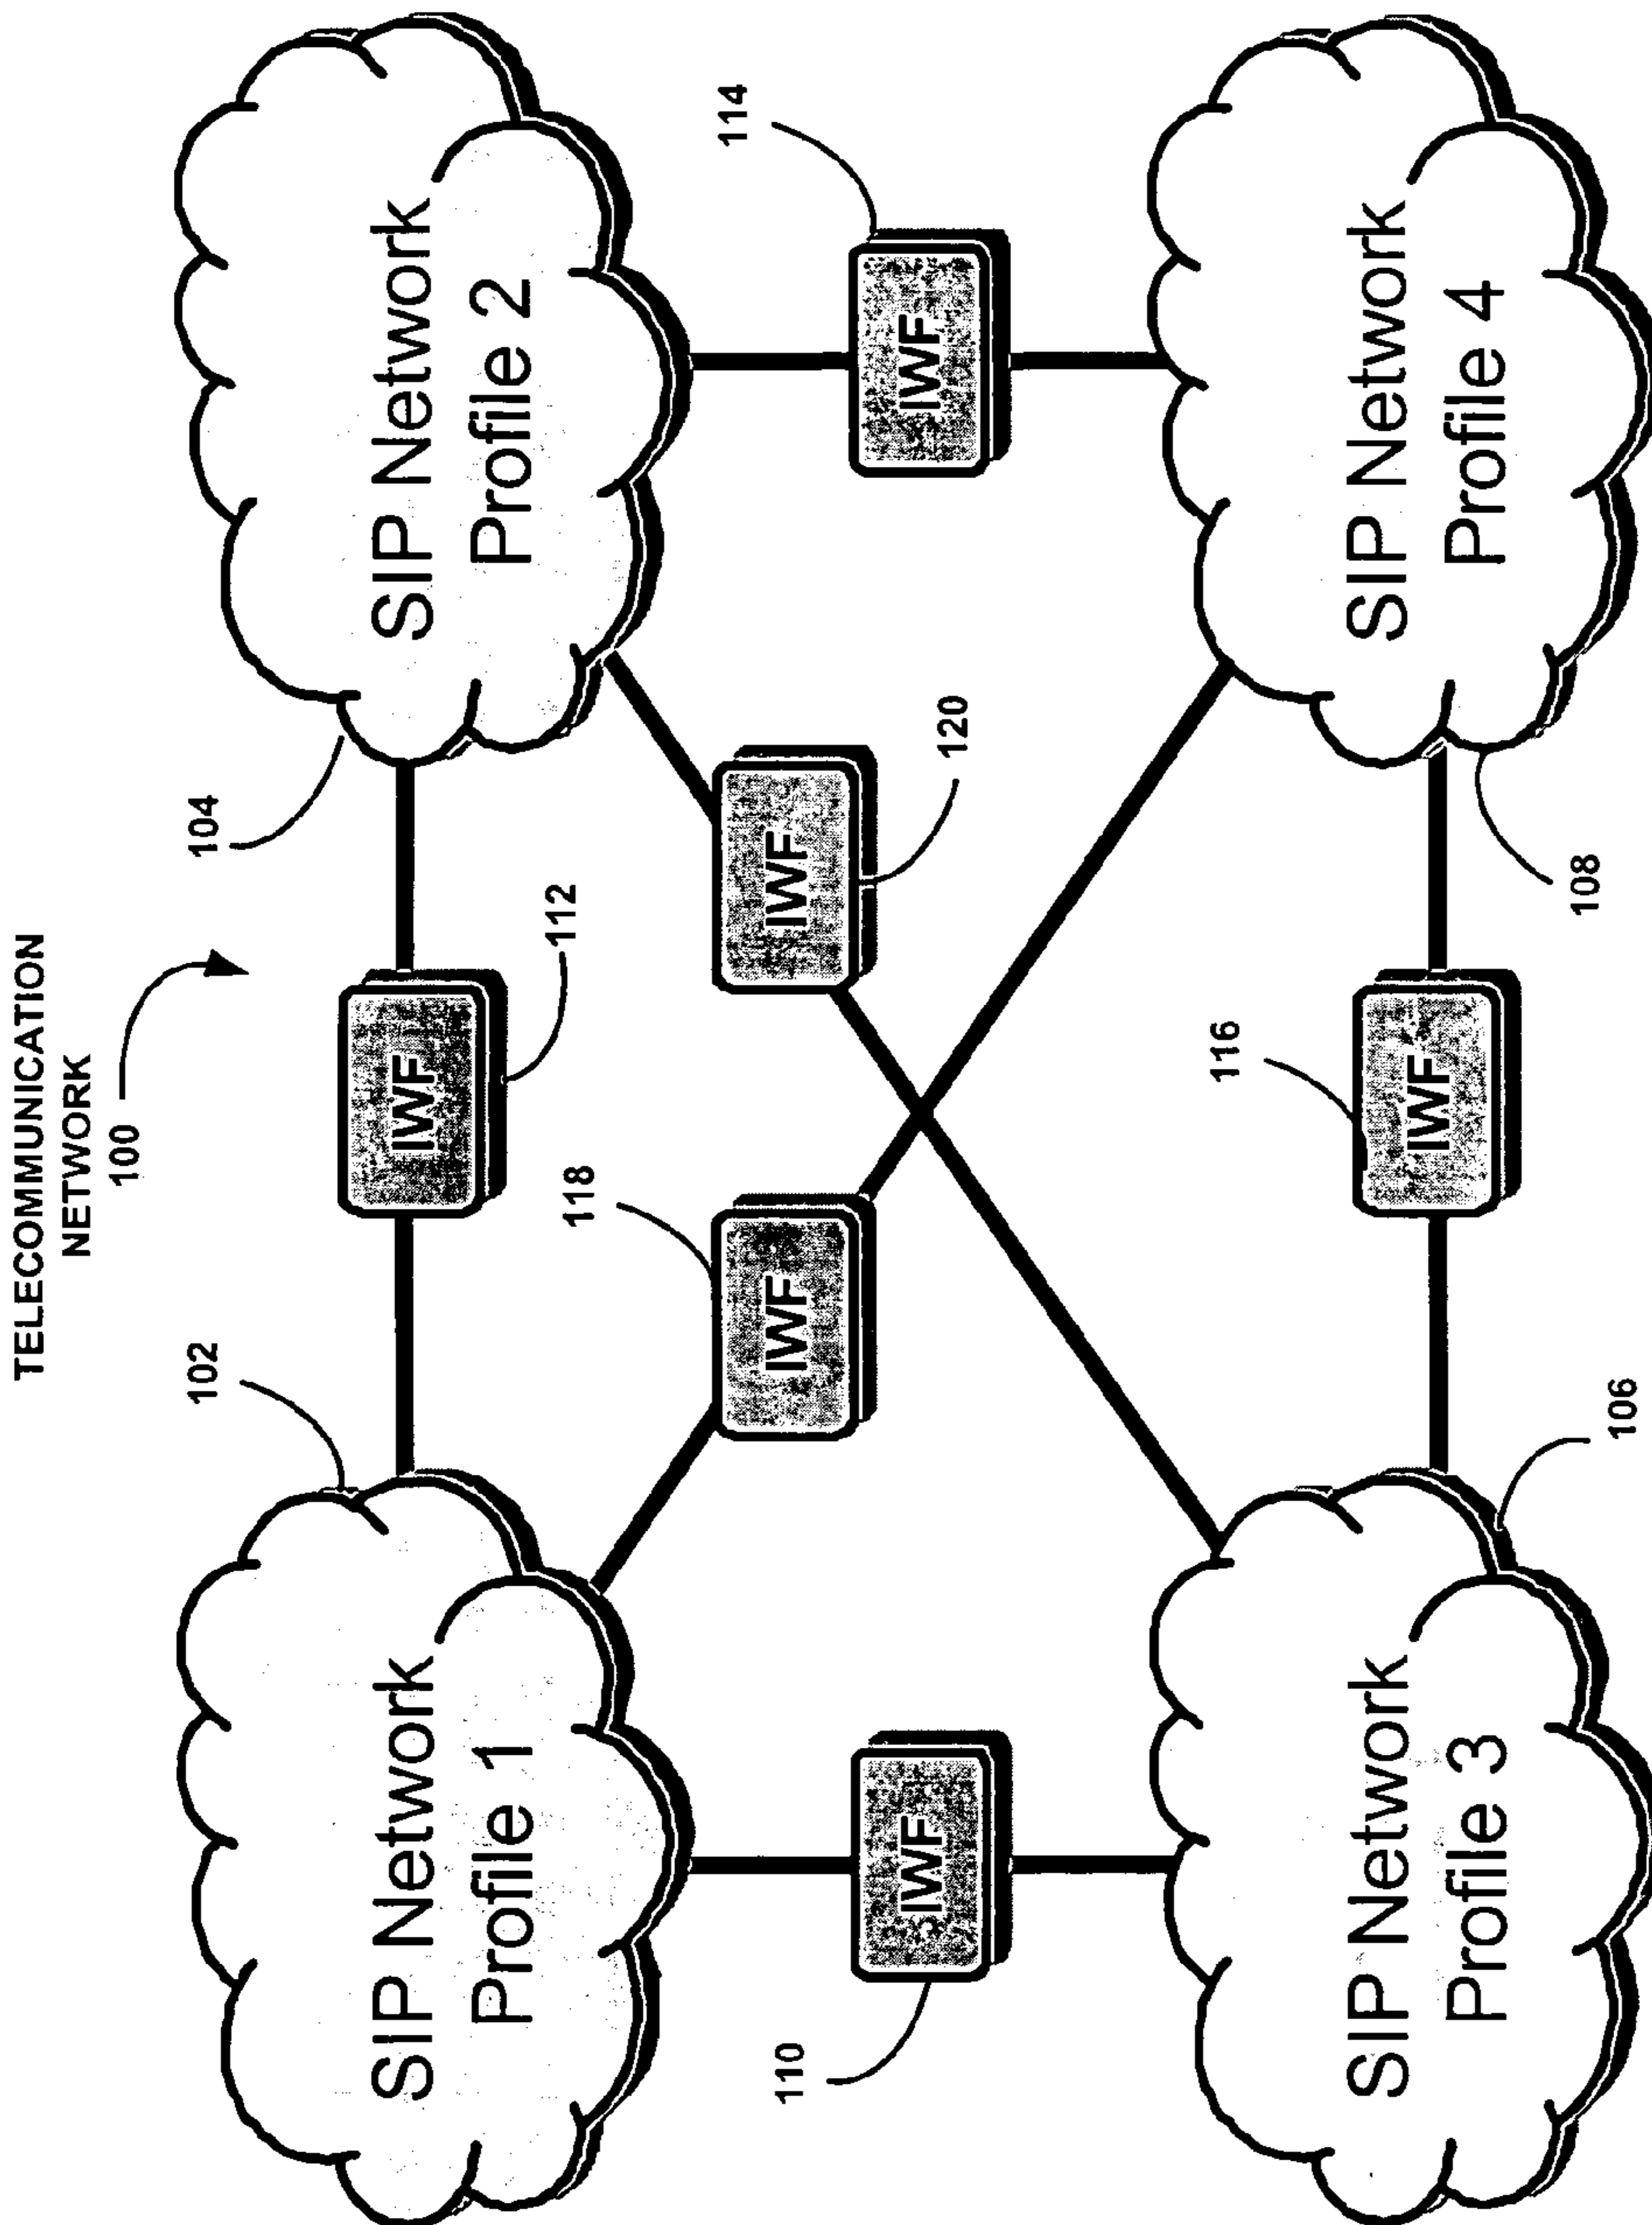 TELECOMMUNICATION
NETWORK
100
102
104
SIP Network
Profile 1
IWF
112
SIP Network
Profile 2
118
IWF
IWF
120
110
IWF
IWF
114
116
SIP Network
Profile 3
IWF
SIP Network
Profile 4
106
108